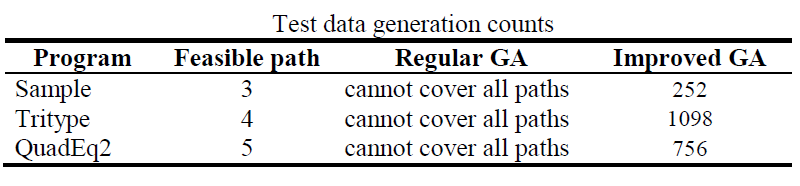 Test data generation counts
Program Feasible path Regular GA Improved GA
Sample 3 cannot cover all paths 252
Tritype 4 cannot cover all paths 1098
QuadEq2 5 cannot cover all paths 756